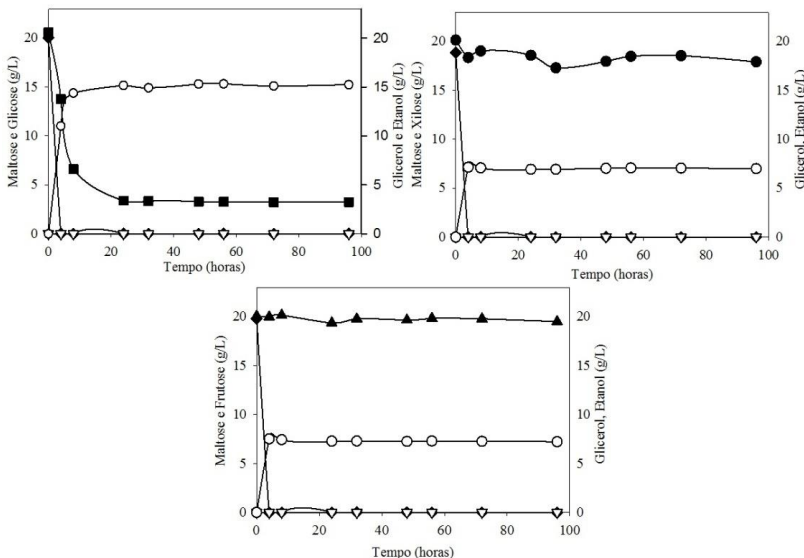 Maltose e Glicose (g/L)
20
15
10
5
0
0 20 40 60 80 100
Tempo (horas)
20
15
10
5
0
Glicerol e Etanol (g/L)
Maltose e Xilose (g/L)
20
15
10
5
0
0 20 40 60 80 100
Tempo (horas)
20
15
10
5
0
Glicerol, Etanol (g/L)
Maltose e Frutose (g/L)
20
15
10
5
0
0 20 40 60 80 100
Tempo (horas)
20
15
10
5
0
Glicerol, Etanol (g/L)